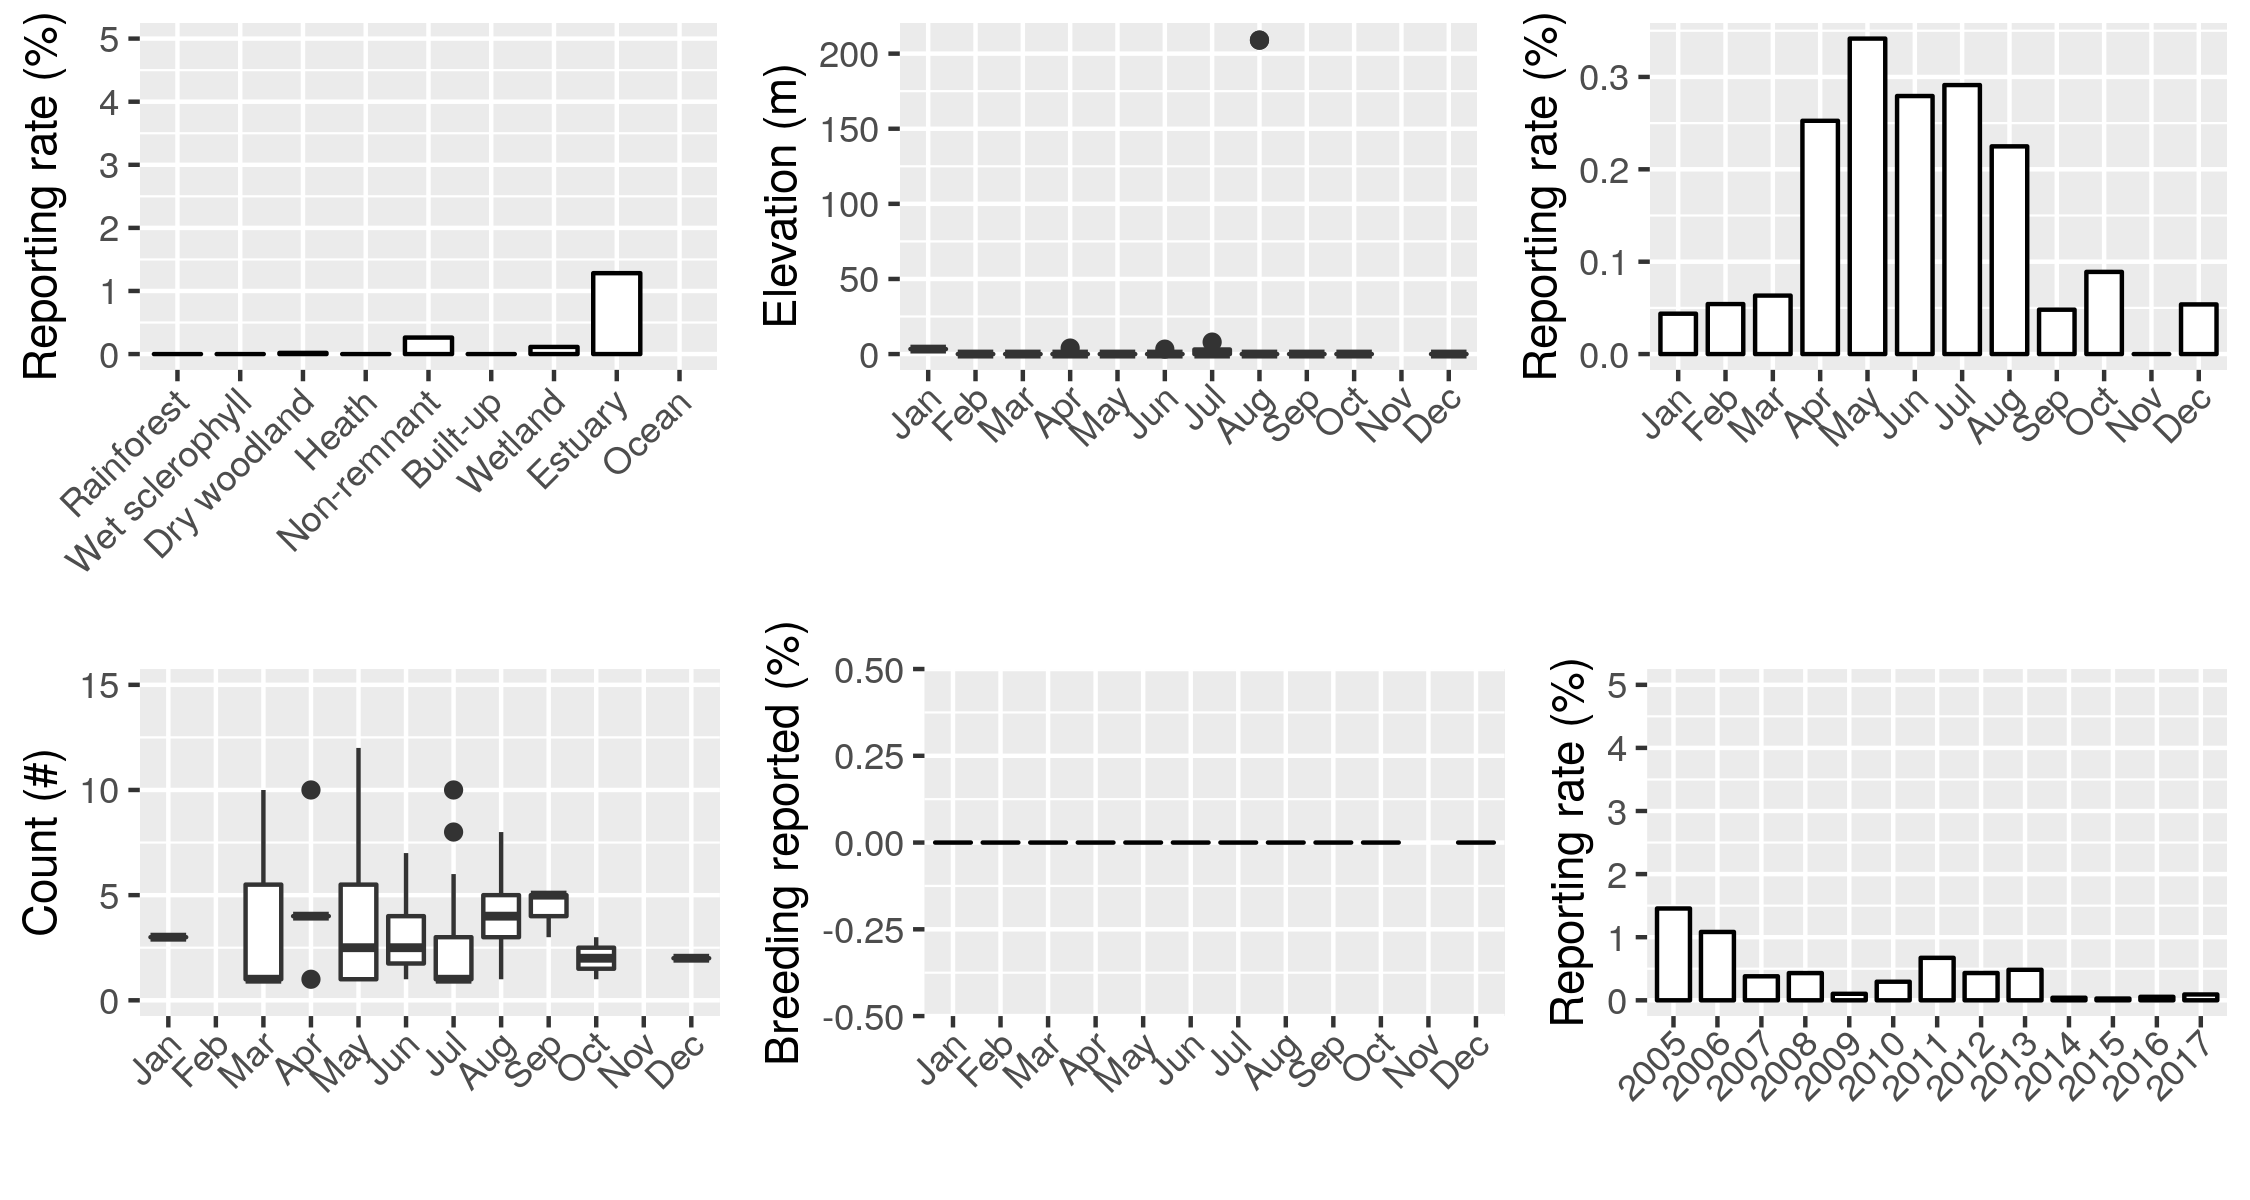 Reporting rate (%)
5
4
3
2
1
0
Rainforest
Wet sclerophyll
Dry woodland
Heath
Non-remnant
Built-up
Wetland
Estuary
Ocean
Elevation (m)
200
150
100
50
0
Jan Feb Mar Apr May Jun Jul Aug Sep Oct Nov Dec
Reporting rate (%)
0.3
0.2
0.1
0.0
Jan Feb Mar Apr May Jun Jul Aug Sep Oct Nov Dec
Count (#)
15
10
5
0
Jan Feb Mar Apr May Jun Jul Aug Sep Oct Nov Dec
Breeding reported (%)
0.50
0.25
0.00
-0.25
-0.50
Jan Feb Mar Apr May Jun Jul Aug Sep Oct Nov Dec
Reporting rate (%)
5
4
3
2
1
0
2005 2006 2007 2008 2009 2010 2011 2012 2013 2014 2015 2016 2017